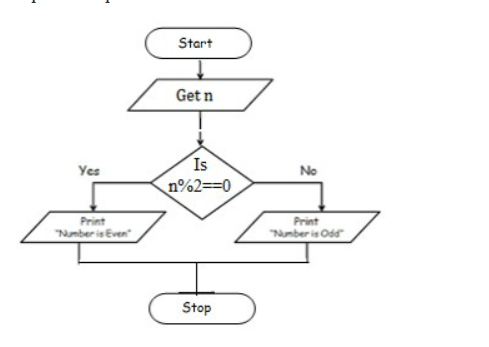 Start
Get n
Is
n%2==0
Yes
No
Print
"Number is Even"
Print
"Number is Odd"
Stop